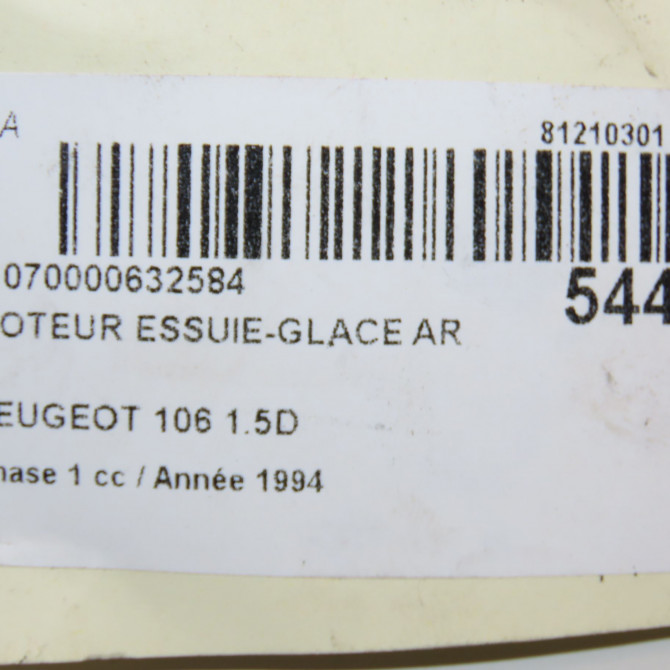 A 81210301
070000632584 544
OTEUR ESSUIE-GLACE AR
EUGEOT 106 1.5D
hase 1 cc / Année 1994